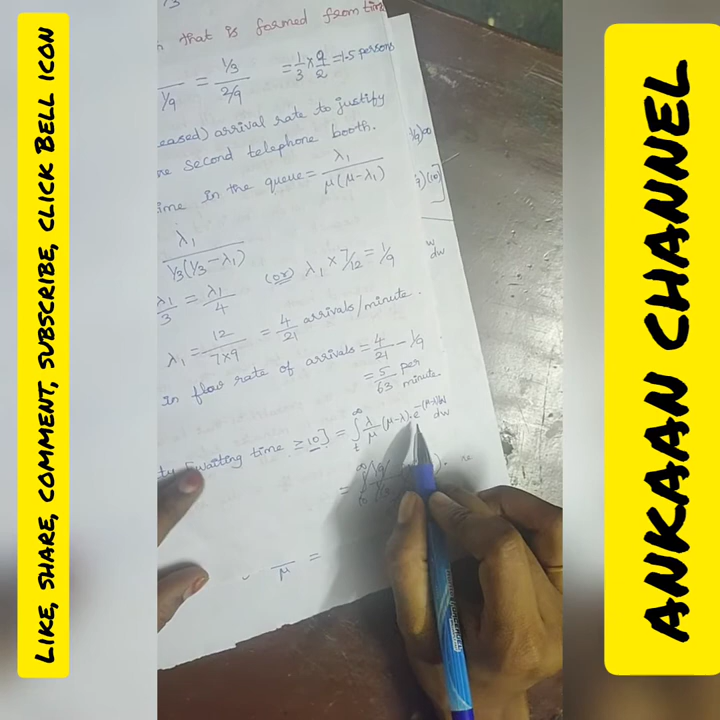 LIKE, SHARE, COMMENT, SUBSCRIBE, CLICK BELL ICON
that is formed from
1/9 = 1/3 / 2/9 = 1/3 × 9/2 = 1.5 persons
eased) arrival rate to justify
second telephone booth.
in the queue = λ1 / μ(μ-λ1)
λ1 / 1/3(1/3-λ1) (or) λ1 × 7/12 = 1/9
λ1/3 = λ1/4
λ1 = 12 / 7×9 = 4/21 arrivals/minute.
in flow rate of arrivals = 4/21 - 1/9
= 5/63 per minute.
[waiting time ≥ 10] = ∫t∞ λ/μ (μ-λ) . e-(μ-λ)w dw
μ =
w
dw
ANKAAN CHANNEL